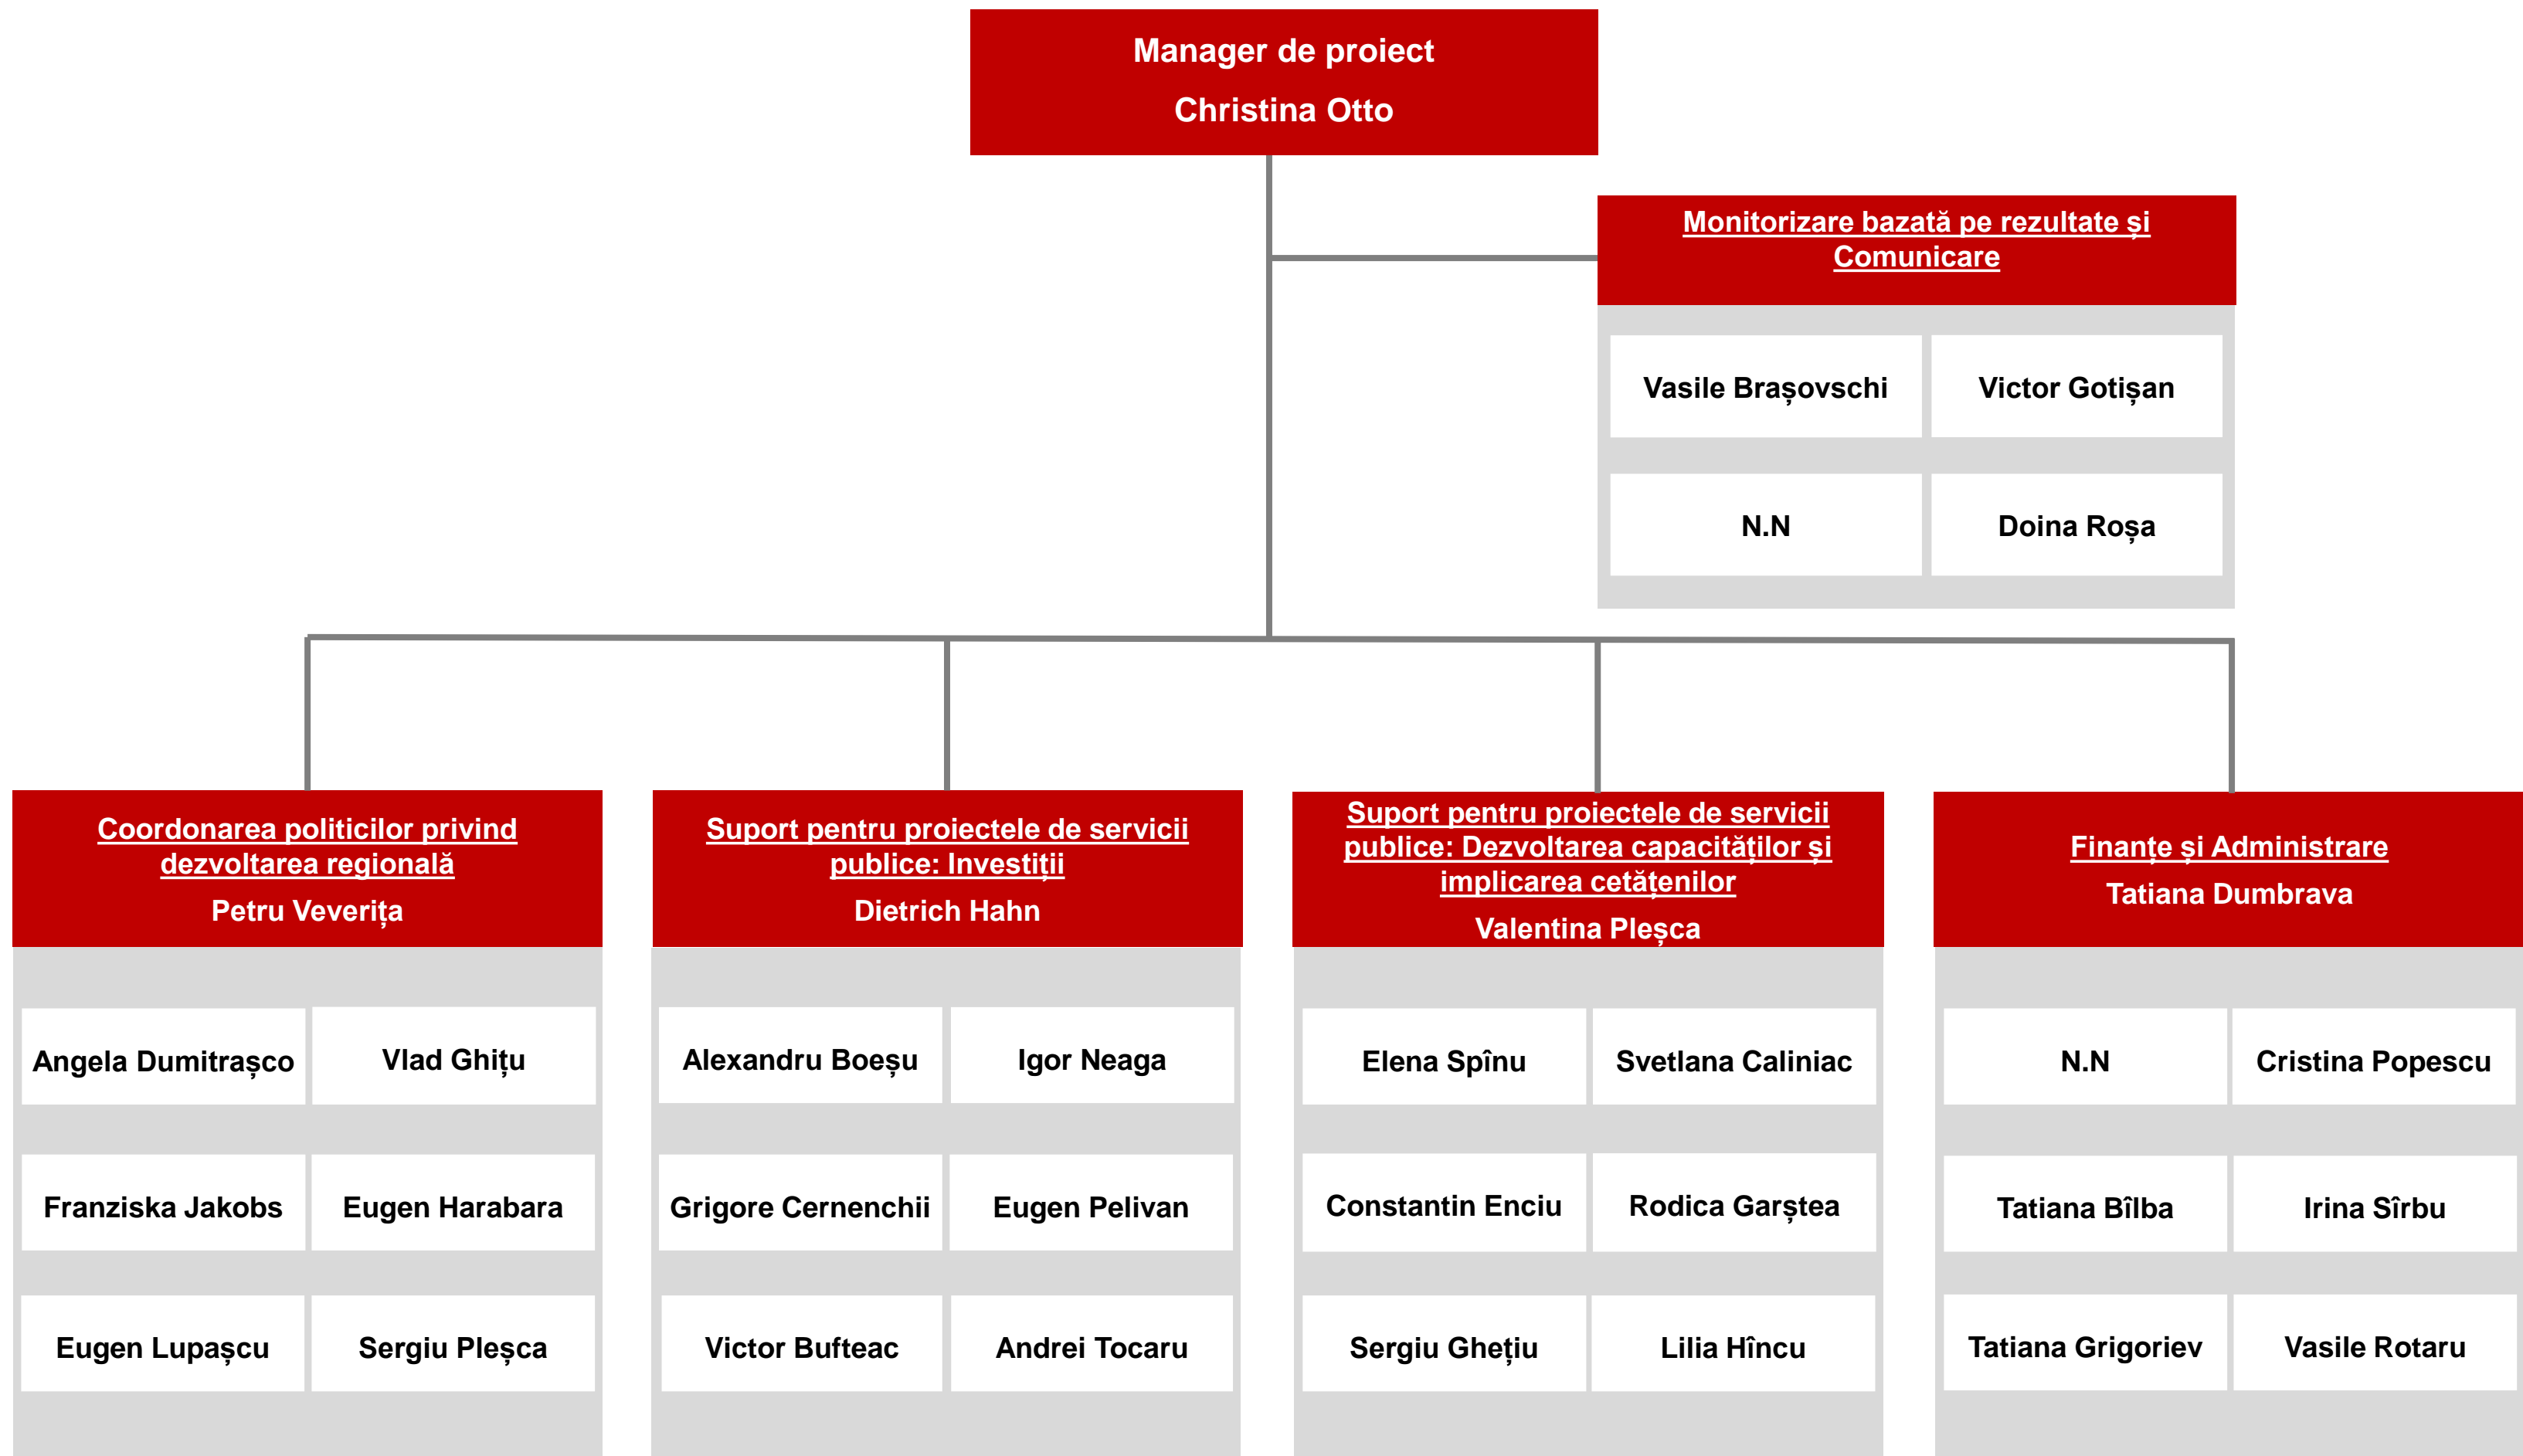 Manager de proiect
Christina Otto
Monitorizare bazată pe rezultate și
Comunicare
Vasile Brașovschi
Victor Gotișan
N.N
Doina Roșa
Coordonarea politicilor privind
dezvoltarea regională
Petru Veverița
Angela Dumitrașco
Vlad Ghițu
Franziska Jakobs
Eugen Harabara
Eugen Lupașcu
Sergiu Pleșca
Suport pentru proiectele de servicii
publice: Investiții
Dietrich Hahn
Alexandru Boeșu
Igor Neaga
Grigore Cernenchii
Eugen Pelivan
Victor Bufteac
Andrei Tocaru
Suport pentru proiectele de servicii
publice: Dezvoltarea capacităților și
implicarea cetățenilor
Valentina Pleșca
Elena Spînu
Svetlana Caliniac
Constantin Enciu
Rodica Garștea
Sergiu Ghețiu
Lilia Hîncu
Finanțe și Administrare
Tatiana Dumbrava
N.N
Cristina Popescu
Tatiana Bîlba
Irina Sîrbu
Tatiana Grigoriev
Vasile Rotaru